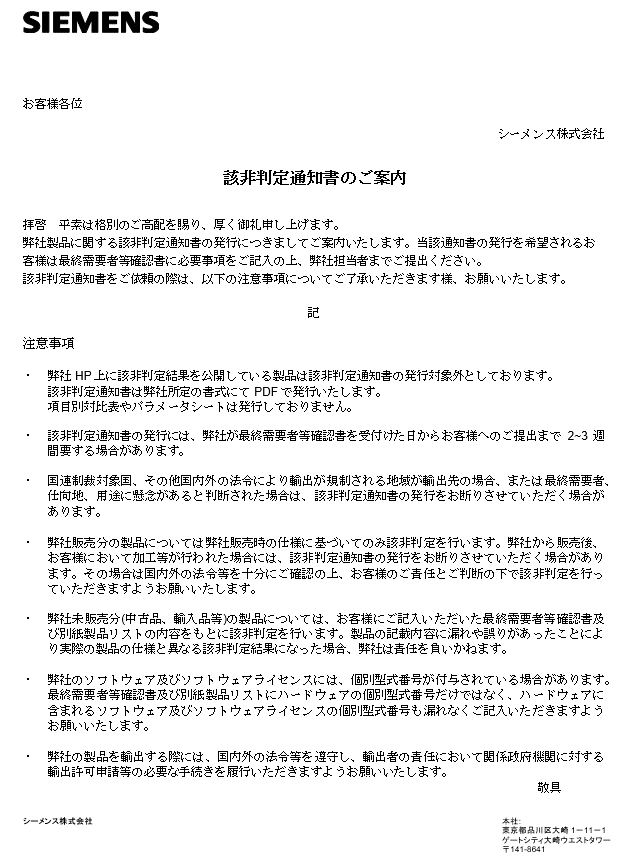 SIEMENS
お客様各位
シーメンス株式会社
該非判定通知書のご案内
拝啓　平素は格別のご高配を賜り、厚く御礼申し上げます。
弊社製品に関する該非判定通知書の発行につきましてご案内いたします。当該通知書の発行を希望されるお
客様は最終需要者等確認書に必要事項をご記入の上、弊社担当者までご提出ください。
該非判定通知書をご依頼の際は、以下の注意事項についてご了承いただきます様、お願いいたします。
記
注意事項
・ 弊社 HP 上に該非判定結果を公開している製品は該非判定通知書の発行対象外としております。
該非判定通知書は弊社所定の書式にて PDF で発行いたします。
項目別対比表やパラメータシートは発行しておりません。
・ 該非判定通知書の発行には、弊社が最終需要者等確認書を受付けた日からお客様へのご提出まで 2~3 週
間要する場合があります。
・ 国連制裁対象国、その他国内外の法令により輸出が規制される地域が輸出先の場合、または最終需要者、
仕向地、用途に懸念があると判断された場合は、該非判定通知書の発行をお断りさせていただく場合が
あります。
・ 弊社販売分の製品については弊社販売時の仕様に基づいてのみ該非判定を行います。弊社から販売後、
お客様において加工等が行われた場合には、該非判定通知書の発行をお断りさせていただく場合があり
ます。その場合は国内外の法令等を十分にご確認の上、お客様のご責任とご判断の下で該非判定を行っ
ていただきますようお願いいたします。
・ 弊社未販売分(中古品、輸入品等)の製品については、お客様にご記入いただいた最終需要者等確認書及
び別紙製品リストの内容をもとに該非判定を行います。製品の記載内容に漏れや誤りがあったことによ
り実際の製品の仕様と異なる該非判定結果になった場合、弊社は責任を負いかねます。
・ 弊社のソフトウェア及びソフトウェアライセンスには、個別型式番号が付与されている場合があります。
最終需要者等確認書及び別紙製品リストにハードウェアの個別型式番号だけではなく、ハードウェアに
含まれるソフトウェア及びソフトウェアライセンスの個別型式番号も漏れなくご記入いただきますよう
お願いいたします。
・ 弊社の製品を輸出する際には、国内外の法令等を遵守し、輸出者の責任において関係政府機関に対する
輸出許可申請等の必要な手続きを履行いただきますようお願いいたします。
敬具
シーメンス株式会社
本社:
東京都品川区大崎 1－11－1
ゲートシティ大崎ウエストタワー
〒141-8641